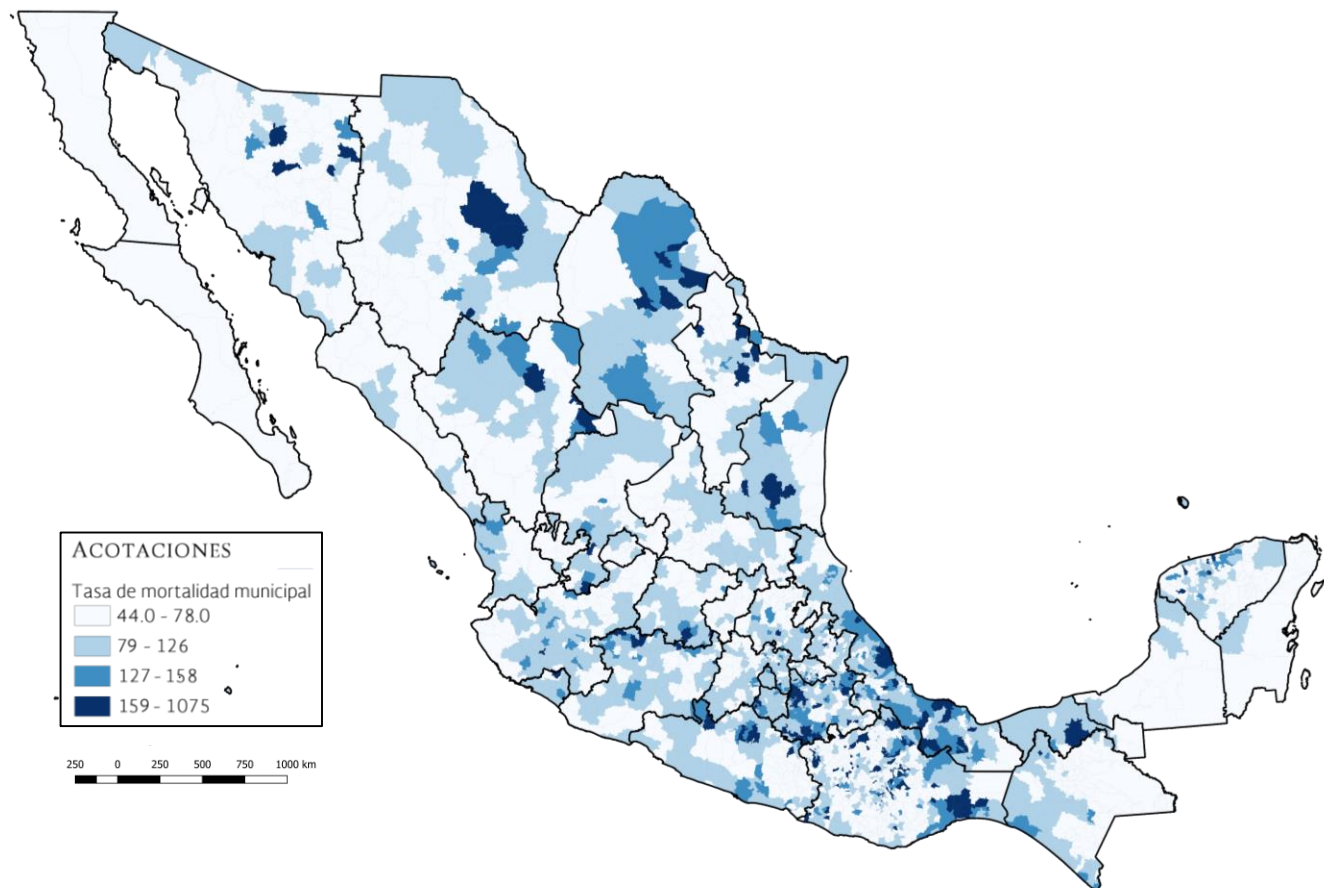 ACOTACIONES
Tasa de mortalidad municipal
44.0 - 78.0
79 - 126
127 - 158
159 - 1075
250 0 250 500 750 1000 km